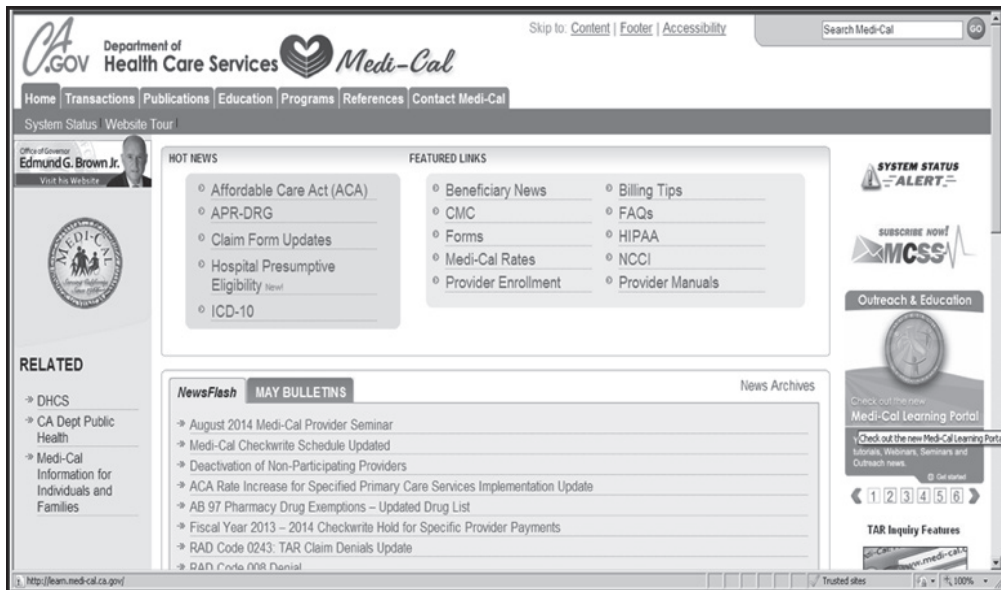 Skip to: Content | Footer | Accessibility
Search Medi-Cal
GO
CA
.GOV
Department of
Health Care Services
Medi-Cal
Home
Transactions
Publications
Education
Programs
References
Contact Medi-Cal
System Status
Website Tour
Office of Governor
Edmund G. Brown Jr.
Visit his Website
MEDI-CAL
RELATED
DHCS
CA Dept Public
Health
Medi-Cal
Information for
Individuals and
Families
HOT NEWS
Affordable Care Act (ACA)
APR-DRG
Claim Form Updates
Hospital Presumptive
Eligibility New!
ICD-10
FEATURED LINKS
Beneficiary News
CMC
Forms
Medi-Cal Rates
Provider Enrollment
Billing Tips
FAQs
HIPAA
NCCI
Provider Manuals
NewsFlash
MAY BULLETINS
News Archives
August 2014 Medi-Cal Provider Seminar
Medi-Cal Checkwrite Schedule Updated
Deactivation of Non-Participating Providers
ACA Rate Increase for Specified Primary Care Services Implementation Update
AB 97 Pharmacy Drug Exemptions – Updated Drug List
Fiscal Year 2013 – 2014 Checkwrite Hold for Specific Provider Payments
RAD Code 0243: TAR Claim Denials Update
RAD Code 008 Denial
SYSTEM STATUS
ALERT
SUBSCRIBE NOW!
MCSS
Outreach & Education
Check out the new
Medi-Cal Learning Portal
Check out the new Medi-Cal Learning Porta
tutorials, Webinars, Seminars and
Outreach news.
Get started
1 2 3 4 5 6
TAR Inquiry Features
www.medi-cal.c
http://learn.medi-cal.ca.gov/
Trusted sites
100%